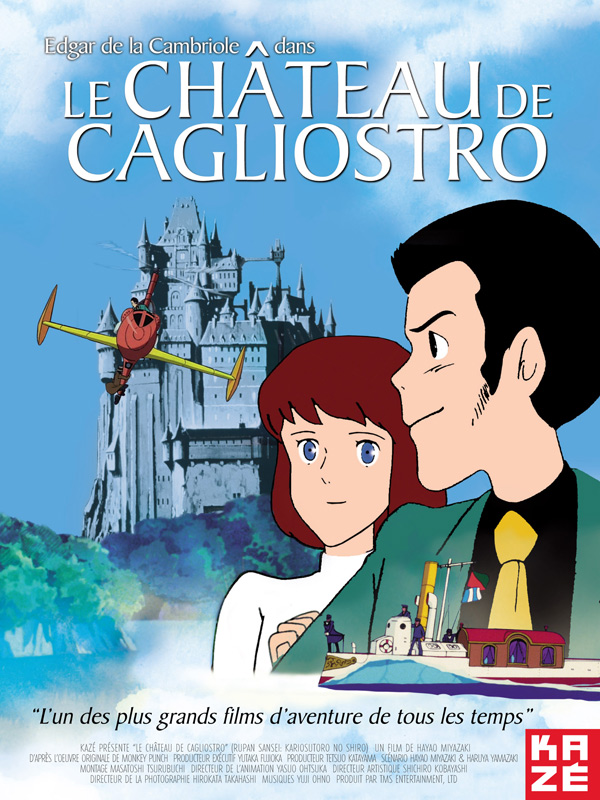 Edgar de la Cambriole dans
LE CHÂTEAU DE
CAGLIOSTRO
“L’un des plus grands films d’aventure de tous les temps”
KAZÉ PRÉSENTE “LE CHÂTEAU DE CAGLIOSTRO” (RUPAN SANSEI: KARIOSUTORO NO SHIRO) UN FILM DE HAYAO MIYAZAKI
D’APRÈS L’OEUVRE ORIGINALE DE MONKEY PUNCH PRODUCTEUR EXÉCUTIF YUTAKA FUJIOKA PRODUCTEUR TETSUO KATAYAMA SCÉNARIO HAYAO MIYAZAKI & HARUYA YAMAZAKI
MONTAGE MASATOSHI TSURUBUCHI DIRECTEUR DE L’ANIMATION YASUO OHTSUKA DIRECTEUR ARTISTIQUE SHICHIRO KOBAYASHI
DIRECTEUR DE LA PHOTOGRAPHIE HIROKATA TAKAHASHI MUSIQUES YUJI OHNO PRODUIT PAR TMS ENTERTAINMENT, LTD
KA
ZÉ